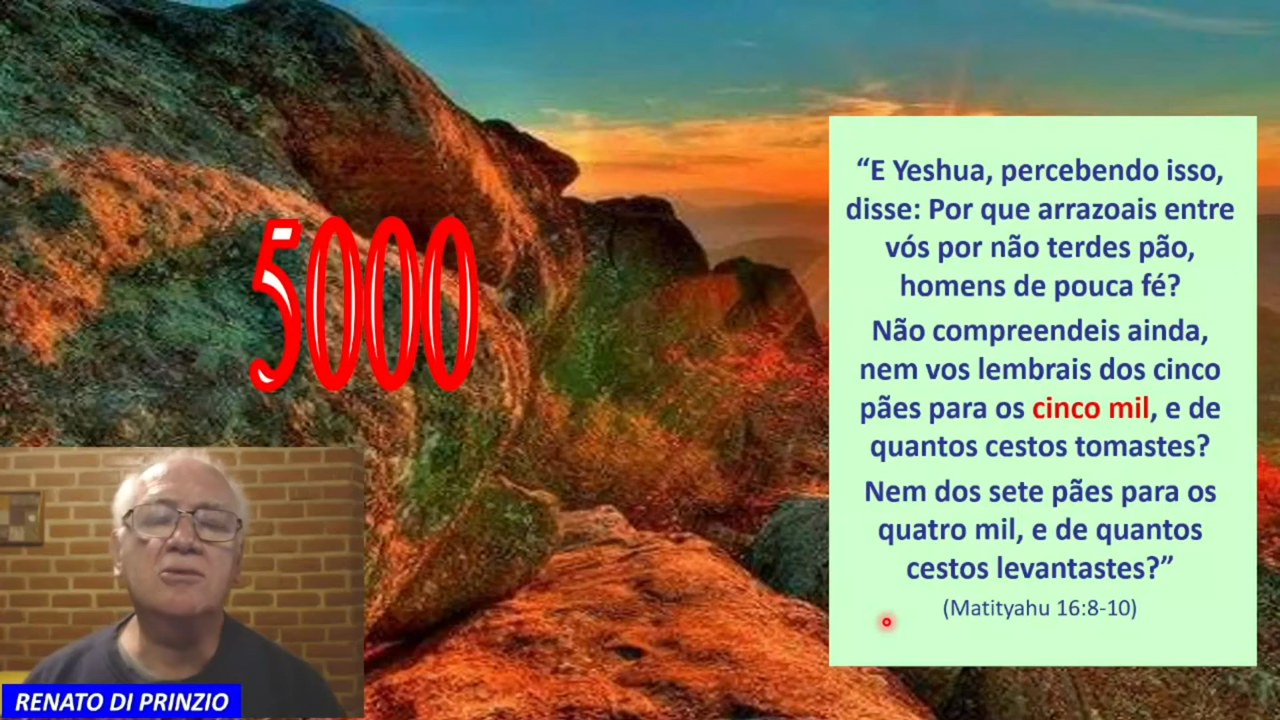 5000
“E Yeshua, percebendo isso,
disse: Por que arrazoais entre
vós por não terdes pão,
homens de pouca fé?
Não compreendeis ainda,
nem vos lembrais dos cinco
pães para os cinco mil, e de
quantos cestos tomastes?
Nem dos sete pães para os
quatro mil, e de quantos
cestos levantastes?”
(Matityahu 16:8-10)
RENATO DI PRINZIO